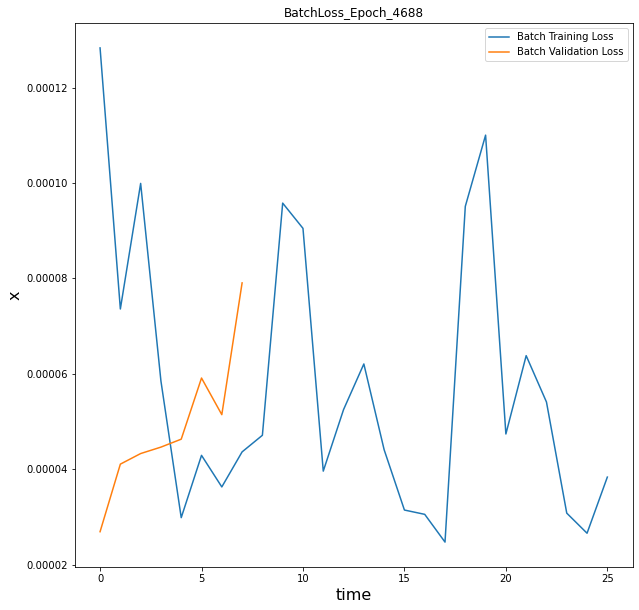 BatchLoss_Epoch_4688
Batch Training Loss
Batch Validation Loss
0.00012
0.00010
0.00008
0.00006
0.00004
0.00002
x
0 5 10 15 20 25
time